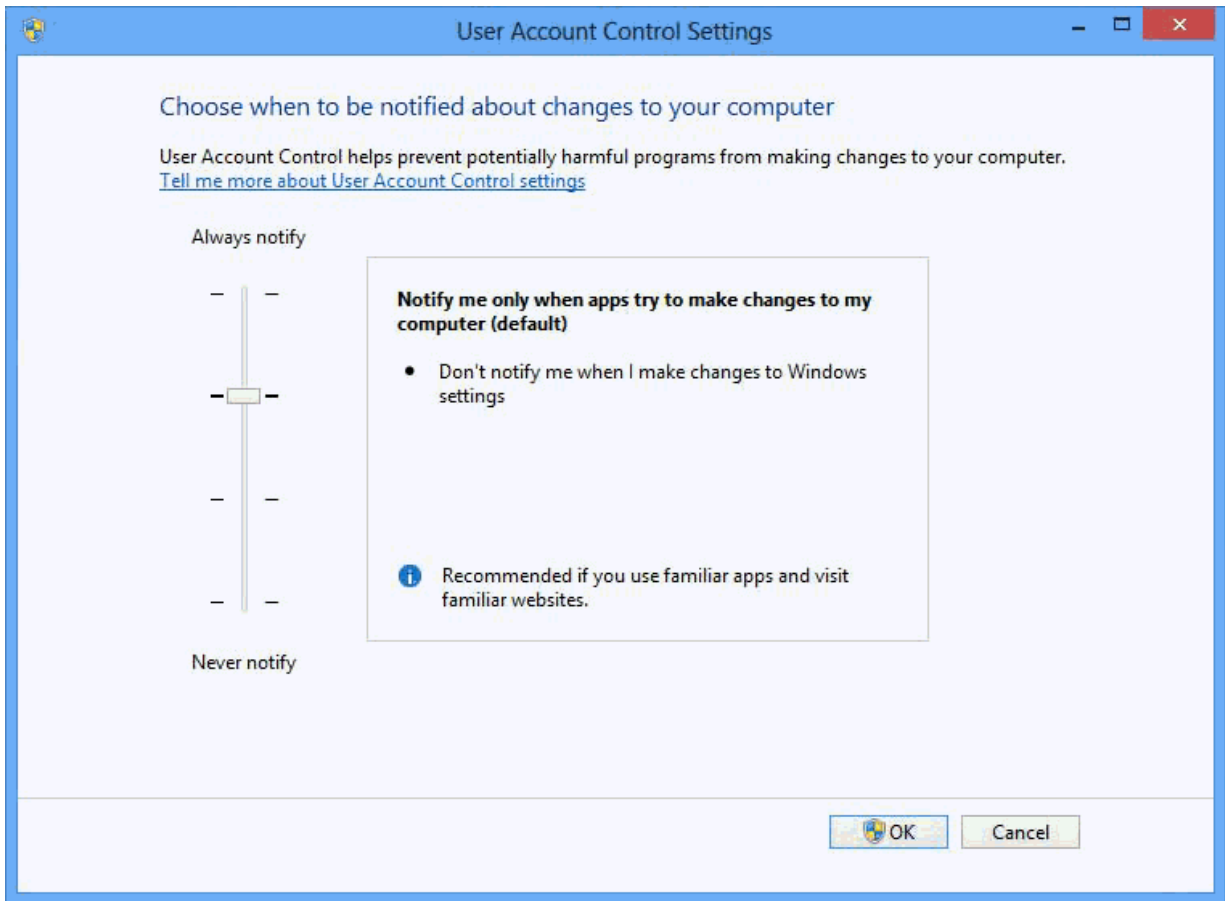 User Account Control Settings
Choose when to be notified about changes to your computer
User Account Control helps prevent potentially harmful programs from making changes to your computer.
Tell me more about User Account Control settings
Always notify
Notify me only when apps try to make changes to my
computer (default)
Don't notify me when I make changes to Windows
settings
Recommended if you use familiar apps and visit
familiar websites.
Never notify
OK
Cancel